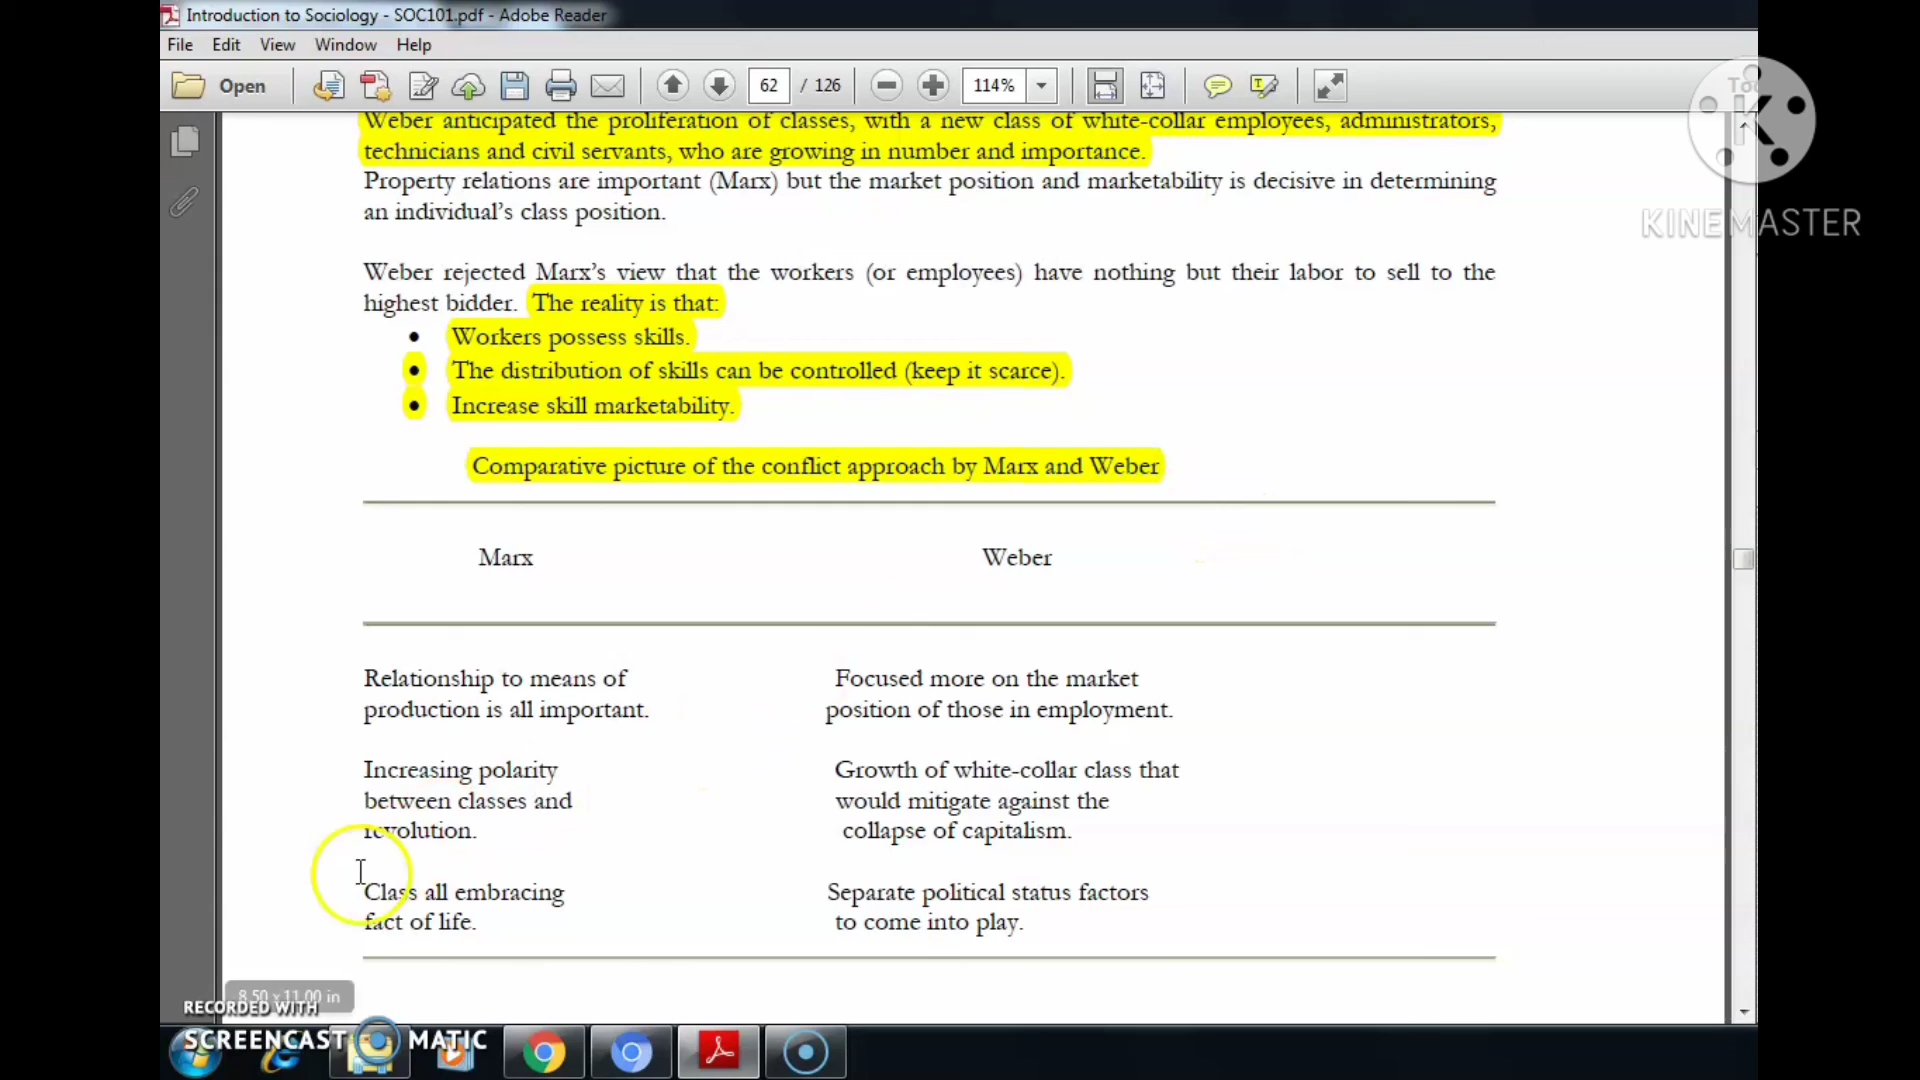 Introduction to Sociology - SOC101.pdf - Adobe Reader
File Edit View Window Help
Open 62 / 126 114%
Weber anticipated the proliferation of classes, with a new class of white-collar employees, administrators,
technicians and civil servants, who are growing in number and importance.
Property relations are important (Marx) but the market position and marketability is decisive in determining
an individual's class position.
KINEMASTER
Weber rejected Marx's view that the workers (or employees) have nothing but their labor to sell to the
highest bidder. The reality is that:
• Workers possess skills.
• The distribution of skills can be controlled (keep it scarce).
• Increase skill marketability.
Comparative picture of the conflict approach by Marx and Weber
Marx Weber
Relationship to means of Focused more on the market
production is all important. position of those in employment.
Increasing polarity Growth of white-collar class that
between classes and would mitigate against the
revolution. collapse of capitalism.
Class all embracing Separate political status factors
fact of life. to come into play.
8.50 x 11.00 in
RECORDED WITH
SCREENCAST MATIC